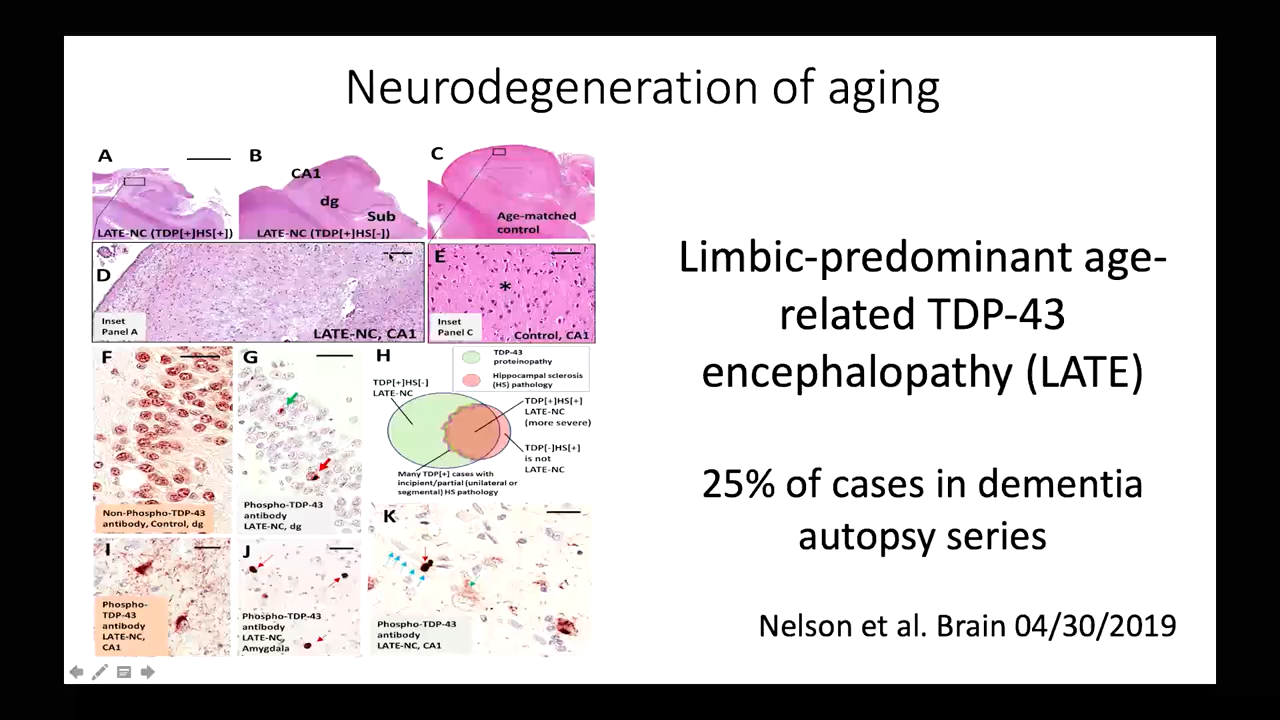 Neurodegeneration of aging
A
B
C
CA1
dg
Sub
LATE-NC (TDP[+]HS[+])
LATE-NC (TDP[+]HS[-])
Age-matched
control
D
Inset
Panel A
LATE-NC, CA1
E
*
Inset
Panel C
Control, CA1
F
Non-Phospho-TDP-43
antibody, Control, dg
G
Phospho-TDP-43
antibody
LATE-NC, dg
H
TDP-43
proteinopathy
Hippocampal sclerosis
(HS) pathology
TDP[+]HS[-]
LATE-NC
TDP[+]HS[+]
LATE-NC
(more severe)
TDP[-]HS[+]
is not
LATE-NC
Many TDP[+] cases with
incipient/partial (unilateral or
segmental) HS pathology
I
Phospho-
TDP-43
antibody
LATE-NC,
CA1
J
Phospho-TDP-43
antibody
LATE-NC,
Amygdala
K
Phospho-TDP-43
antibody
LATE-NC, CA1
Limbic-predominant age-
related TDP-43
encephalopathy (LATE)
25% of cases in dementia
autopsy series
Nelson et al. Brain 04/30/2019